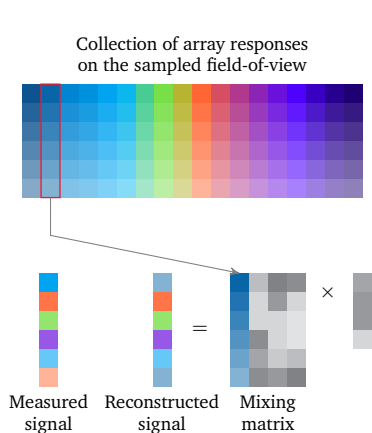 Collection of array responses
on the sampled field-of-view
=
×
Measured
signal
Reconstructed
signal
Mixing
matrix